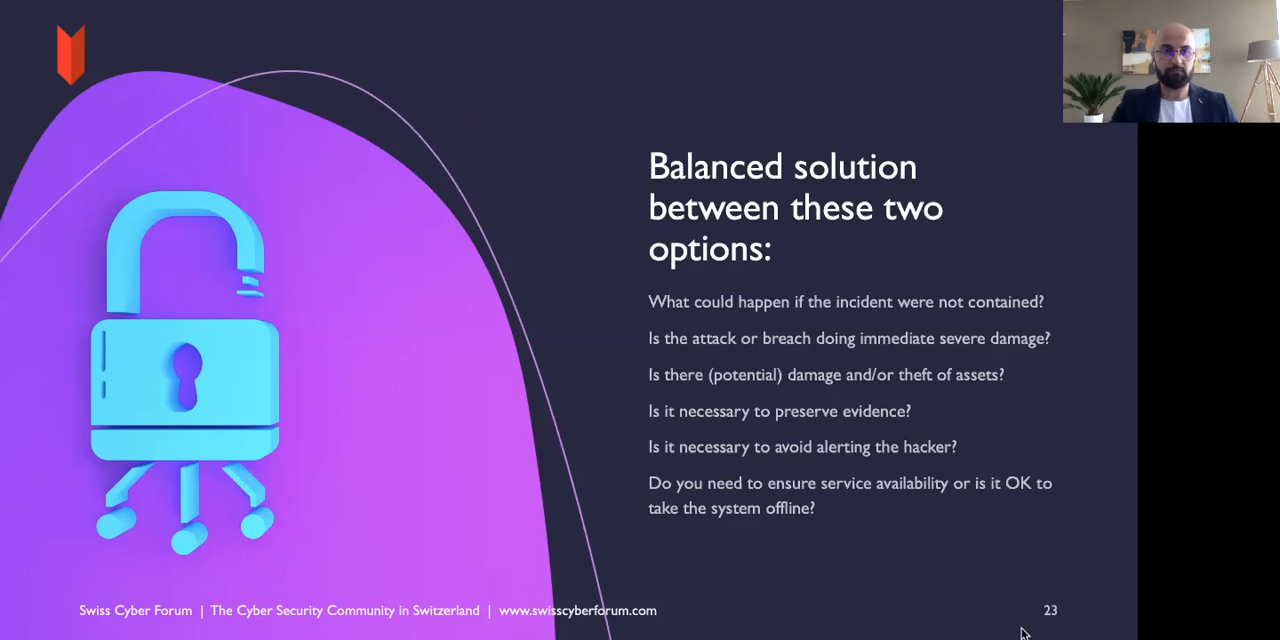 Balanced solution
between these two
options:
What could happen if the incident were not contained?
Is the attack or breach doing immediate severe damage?
Is there (potential) damage and/or theft of assets?
Is it necessary to preserve evidence?
Is it necessary to avoid alerting the hacker?
Do you need to ensure service availability or is it OK to
take the system offline?
Swiss Cyber Forum | The Cyber Security Community in Switzerland | www.swisscyberforum.com
23